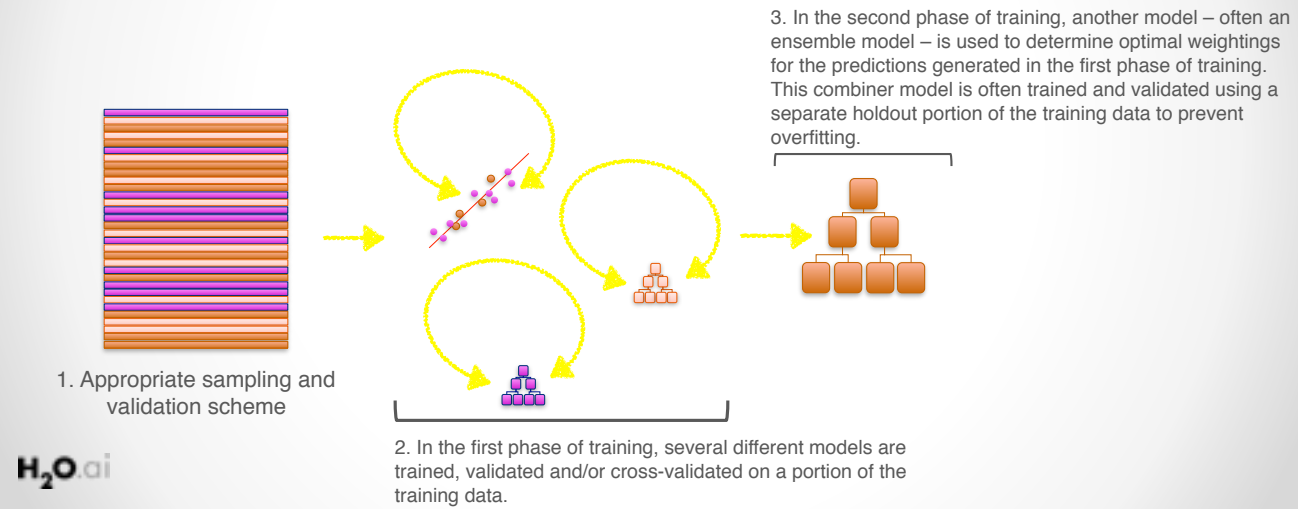 3. In the second phase of training, another model – often an
ensemble model – is used to determine optimal weightings
for the predictions generated in the first phase of training.
This combiner model is often trained and validated using a
separate holdout portion of the training data to prevent
overfitting.
1. Appropriate sampling and
validation scheme
2. In the first phase of training, several different models are
trained, validated and/or cross-validated on a portion of the
training data.
H2O.ai